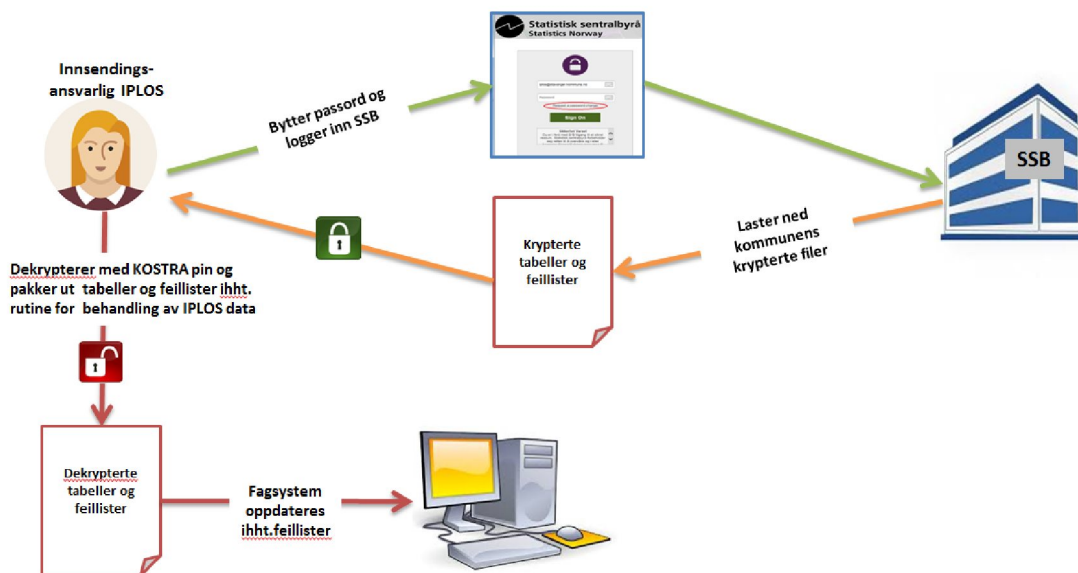 Innsendings-
ansvarlig IPLOS
Bytter passord og
logger inn SSB
Statistisk sentralbyrå
Statistics Norway
Sign On
SSB
Laster ned
kommunens
krypterte filer
Krypterte
tabeller og
feillister
Dekrypterer med KOSTRA pin og
pakker ut tabeller og feillister ihht.
rutine for behandling av IPLOS data
Dekrypterte
tabeller og
feillister
Fagsystem
oppdateres
ihht.feillister